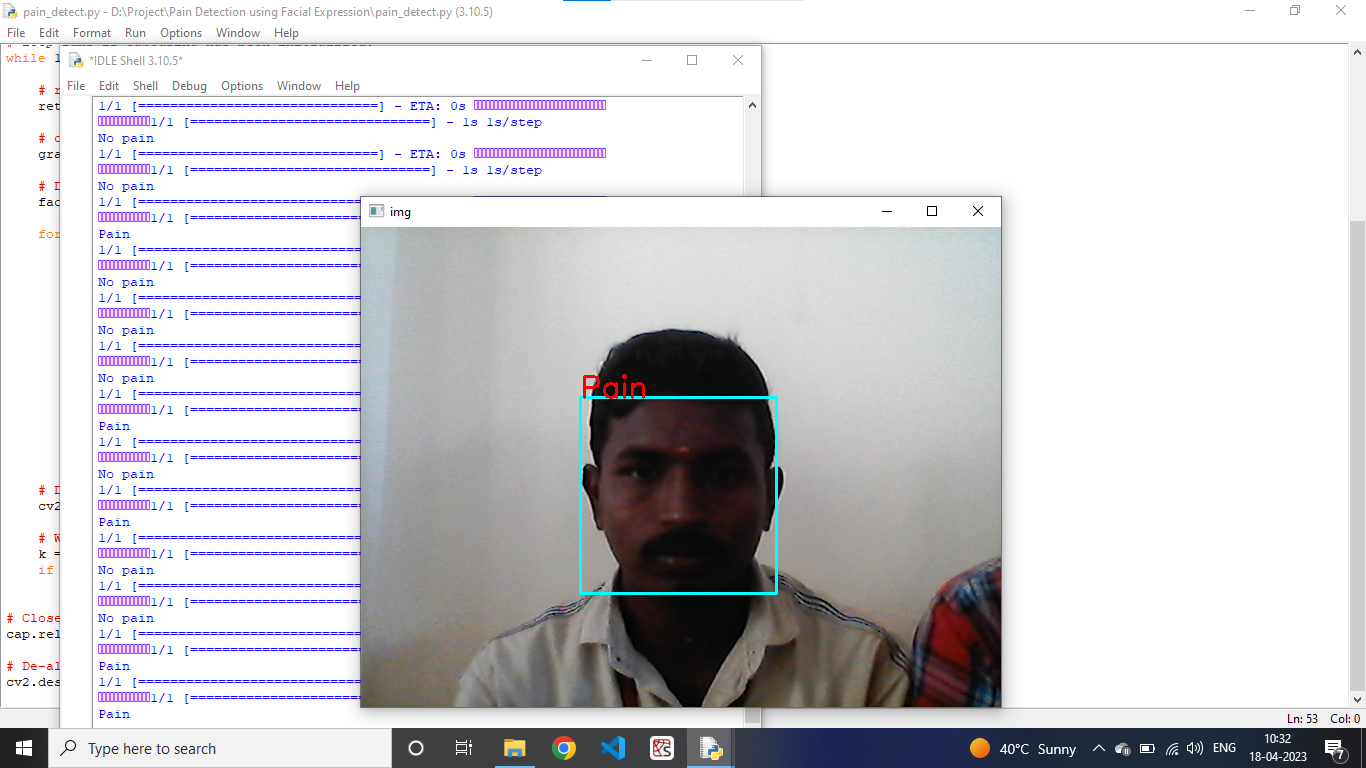 pain_detect.py - D:\Project\Pain Detection using Facial Expression\pain_detect.py (3.10.5)
File Edit Format Run Options Window Help
while
ret
# c
gra
# D
fac
for
# D
cv2
# W
k =
if
# Close
cap.rel
# De-al
cv2.des
*IDLE Shell 3.10.5*
File Edit Shell Debug Options Window Help
1/1 [==============================] - ETA: 0s
1/1 [==============================] - 1s 1s/step
No pain
1/1 [==============================] - ETA: 0s
1/1 [==============================] - 1s 1s/step
No pain
1/1 [=============================
1/1 [======================
Pain
1/1 [=============================
1/1 [======================
No pain
1/1 [=============================
1/1 [======================
No pain
1/1 [=============================
1/1 [======================
No pain
1/1 [=============================
1/1 [======================
Pain
1/1 [=============================
1/1 [======================
No pain
1/1 [=============================
1/1 [======================
Pain
1/1 [=============================
1/1 [======================
No pain
1/1 [=============================
1/1 [======================
No pain
1/1 [=============================
1/1 [======================
Pain
1/1 [=============================
1/1 [======================
Pain
img
Pain
Ln: 53 Col: 0
Type here to search
40°C Sunny
ENG
10:32
18-04-2023
7